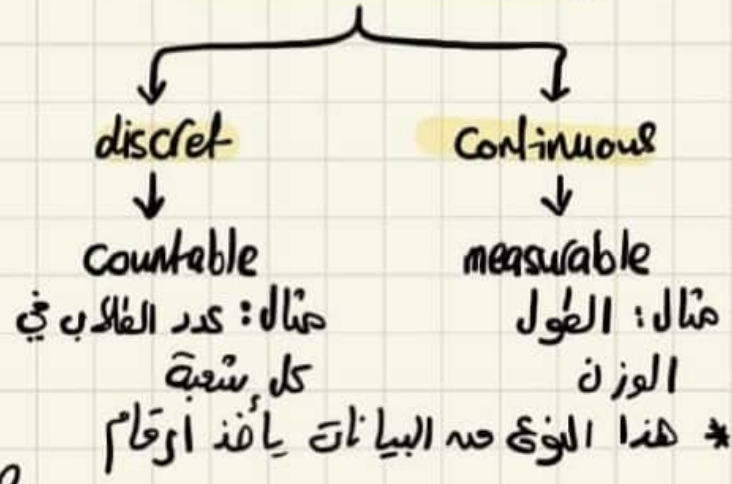 discret continuous
countable measurable
مثال: عدد الطلاب في مثال: الطول
كل شعبة الوزن
* هذا النوع من البيانات يأخذ أرقام